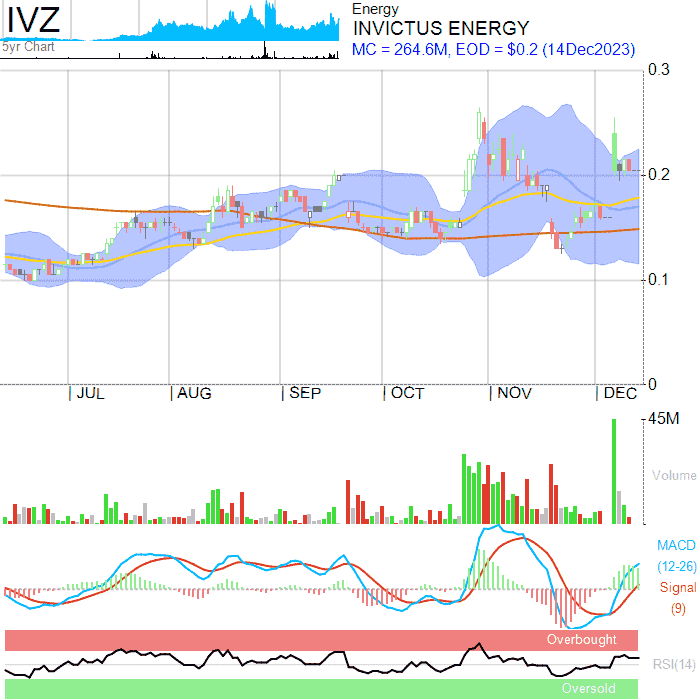 IVZ
5yr Chart
Energy
INVICTUS ENERGY
MC = 264.6M, EOD = $0.2 (14Dec2023)
0.3
0.2
0.1
0
JUL AUG SEP OCT NOV DEC
45M
Volume
MACD
(12-26)
Signal
(9)
Overbought
RSI(14)
Oversold